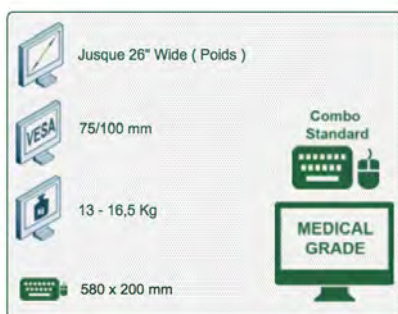 Jusque 26" Wide ( Poids )
VESA
75/100 mm
13 - 16,5 Kg
580 x 200 mm
Combo
Standard
MEDICAL
GRADE